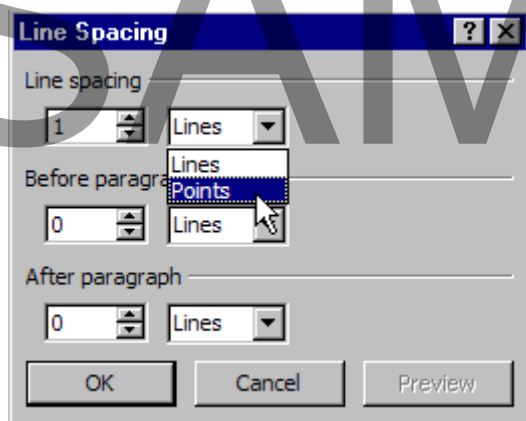 Line Spacing
Line spacing
1 Lines
Lines
Before paragra
Points
0 Lines
After paragraph
0 Lines
OK Cancel Preview
SAM